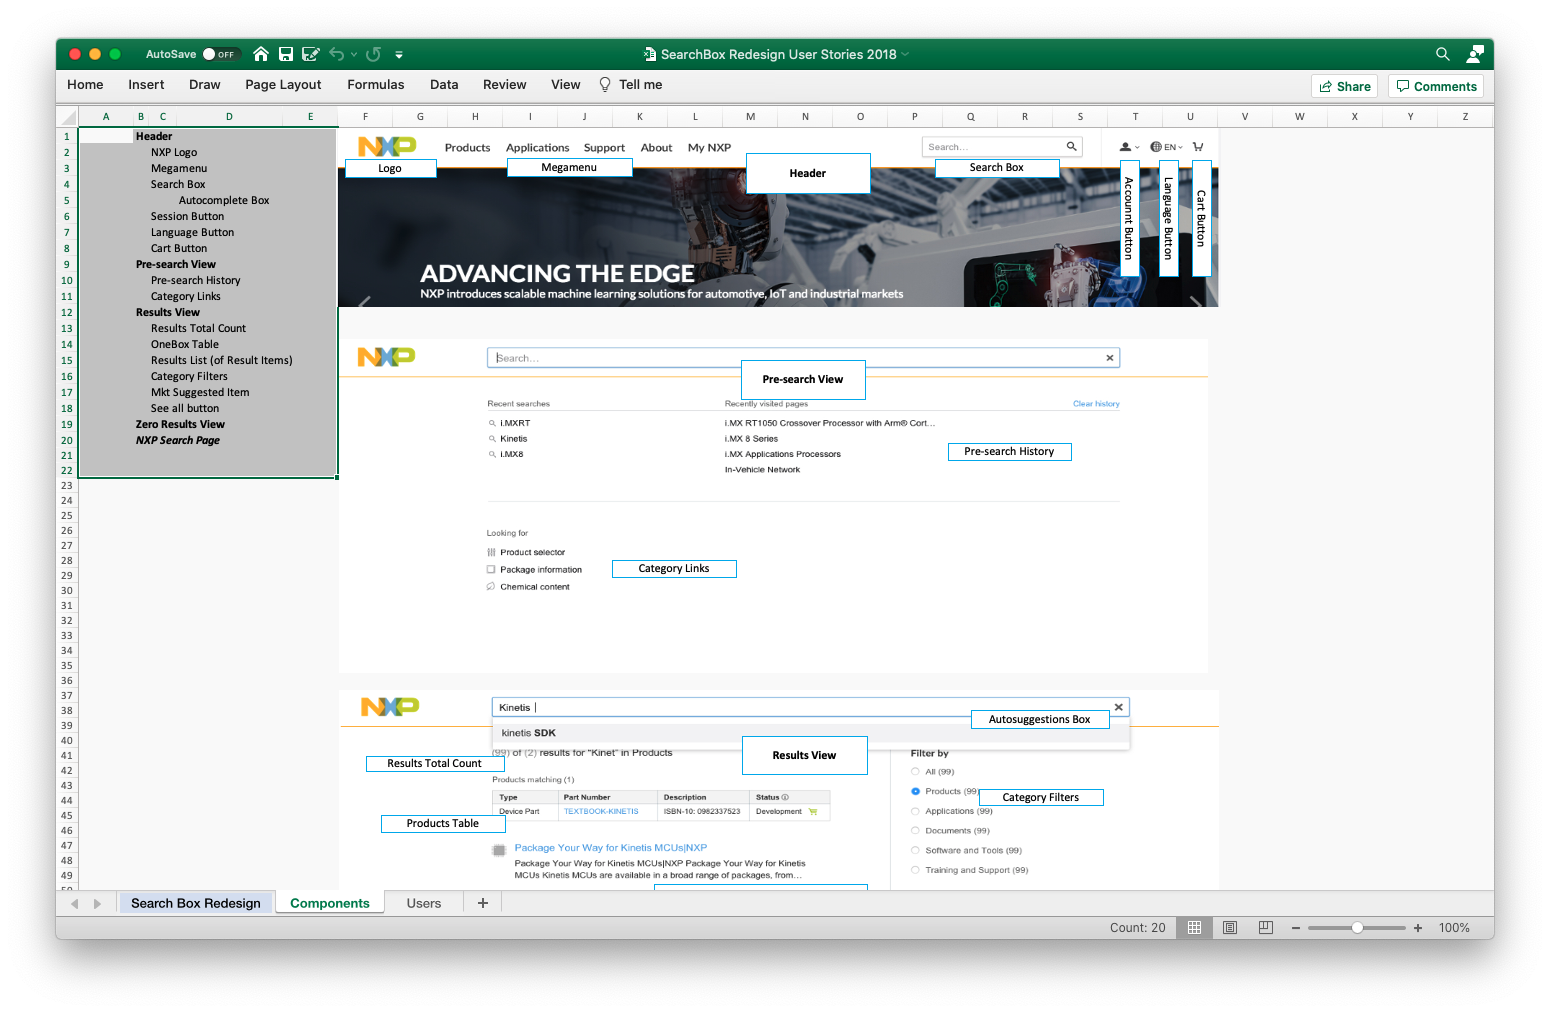 AutoSave OFF
SearchBox Redesign User Stories 2018
Home Insert Draw Page Layout Formulas Data Review View Tell me
Share Comments
A B C D E F G H I J K L M N O P Q R S T U V W X Y Z
1 Header
2 NXP Logo
3 Megamenu
4 Search Box
5 Autocomplete Box
6 Session Button
7 Language Button
8 Cart Button
9 Pre-search View
10 Pre-search History
11 Category Links
12 Results View
13 Results Total Count
14 OneBox Table
15 Results List (of Result Items)
16 Category Filters
17 Mkt Suggested Item
18 See all button
19 Zero Results View
20 NXP Search Page
21
22
23
24
25
26
27
28
29
30
31
32
33
34
35
36
37
38
39
40
41
42
43
44
45
46
47
48
49
50
NXP Products Applications Support About My NXP Search... EN
Logo Megamenu Header Search Box
Accounnt Button
Language Button
Cart Button
ADVANCING THE EDGE
NXP introduces scalable machine learning solutions for automotive, IoT and industrial markets
NXP Search...
Pre-search View
Recent searches Recently visited pages Clear history
i.MXRT i.MX RT1050 Crossover Processor with Arm® Cort...
Kinetis i.MX 8 Series
i.MX8 i.MX Applications Processors
Pre-search History
In-Vehicle Network
Looking for
Product selector
Package information
Category Links
Chemical content
NXP Kinetis
Autosuggestions Box
kinetis SDK
(99) of (2) results for "Kinet" in Products
Results View
Filter by
Results Total Count
All (99)
Products matching (1)
Products (99)
Category Filters
Type Part Number Description Status
Device Part TEXTBOOK-KINETIS ISBN-10: 0982337523 Development
Applications (99)
Products Table
Documents (99)
Package Your Way for Kinetis MCUs|NXP
Software and Tools (99)
Package Your Way for Kinetis MCUs|NXP Package Your Way for Kinetis
MCUs Kinetis MCUs are available in a broad range of packages, from...
Training and Support (99)
Search Box Redesign Components Users +
Count: 20 100%